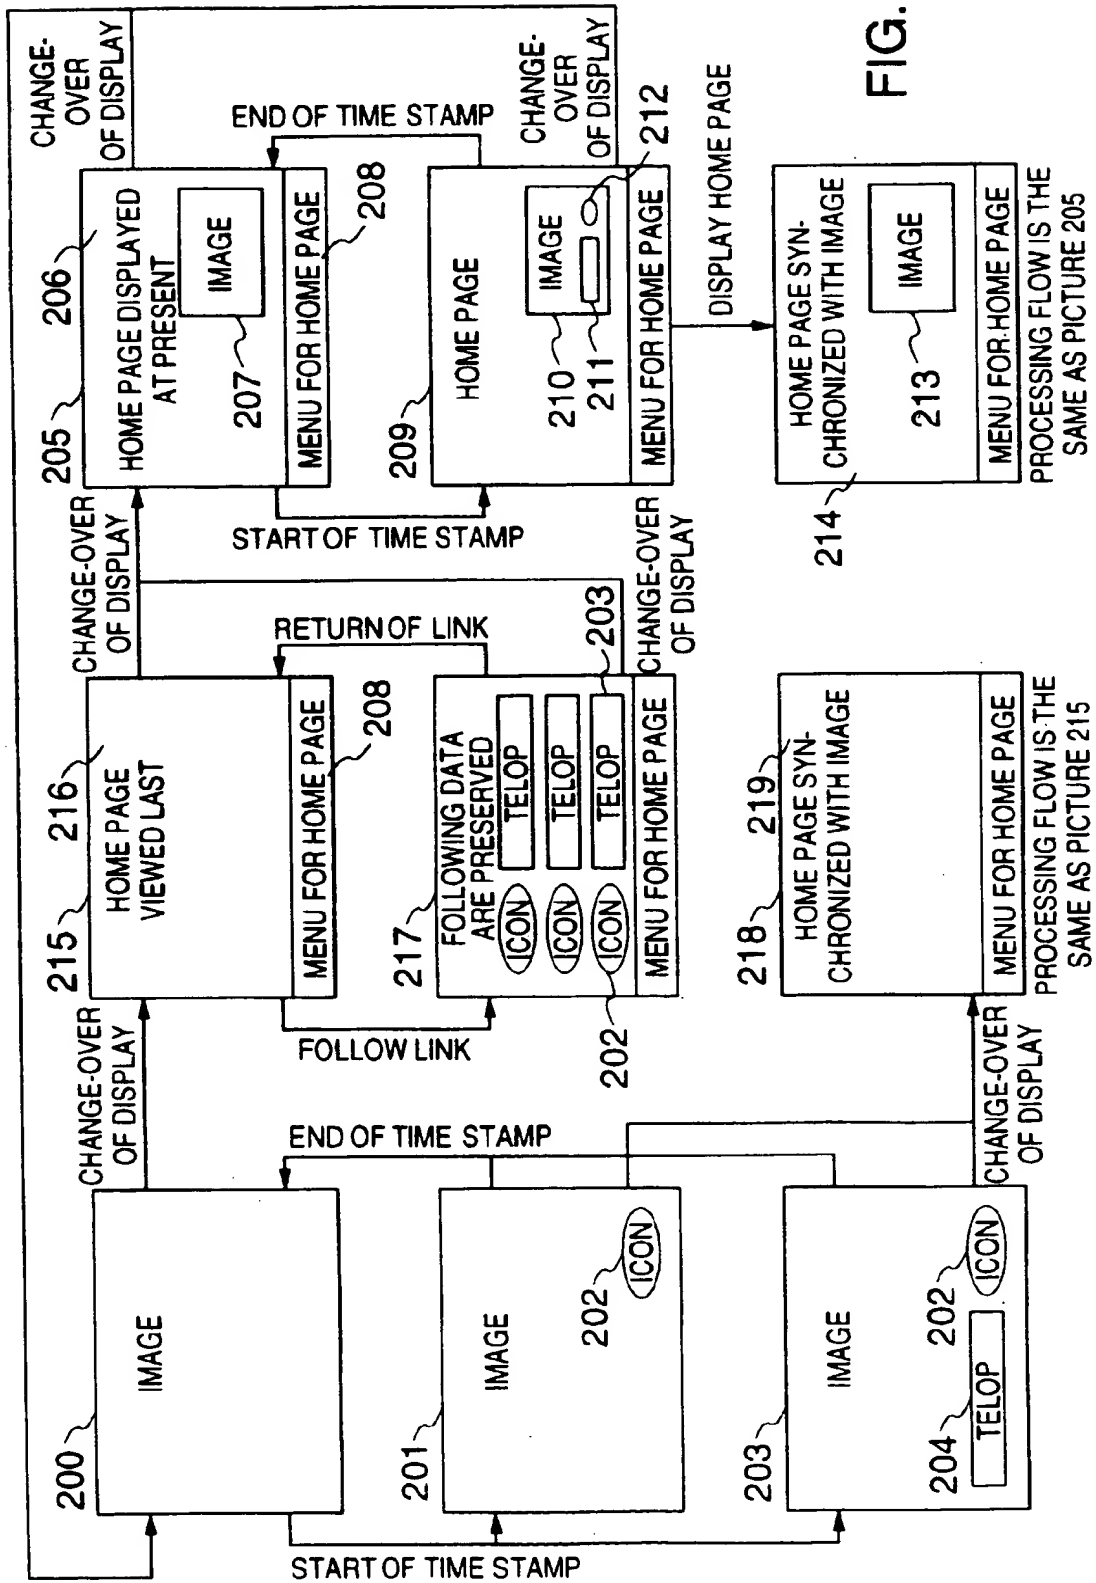 200
IMAGE
START OF TIME STAMP
201
IMAGE
202
ICON
END OF TIME STAMP
203
IMAGE
204
TELOP
202
ICON
CHANGE-OVER
OF DISPLAY
CHANGE-OVER
OF DISPLAY
215
216
HOME PAGE
VIEWED LAST
MENU FOR HOME PAGE
208
FOLLOW LINK
RETURN OF LINK
217
FOLLOWING DATA
ARE PRESERVED
ICON
TELOP
ICON
TELOP
ICON
TELOP
202
203
MENU FOR HOME PAGE
218
219
HOME PAGE SYN-
CHRONIZED WITH IMAGE
MENU FOR HOME PAGE
PROCESSING FLOW IS THE
SAME AS PICTURE 215
CHANGE-OVER
OF DISPLAY
CHANGE-OVER
OF DISPLAY
205
206
HOME PAGE DISPLAYED
AT PRESENT
IMAGE
207
MENU FOR HOME PAGE
208
START OF TIME STAMP
END OF TIME STAMP
209
HOME PAGE
IMAGE
210
211
212
MENU FOR HOME PAGE
DISPLAY HOME PAGE
HOME PAGE SYN-
CHRONIZED WITH IMAGE
IMAGE
213
214
MENU FOR HOME PAGE
PROCESSING FLOW IS THE
SAME AS PICTURE 205
CHANGE-
OVER
OF DISPLAY
CHANGE-
OVER
OF DISPLAY
FIG.